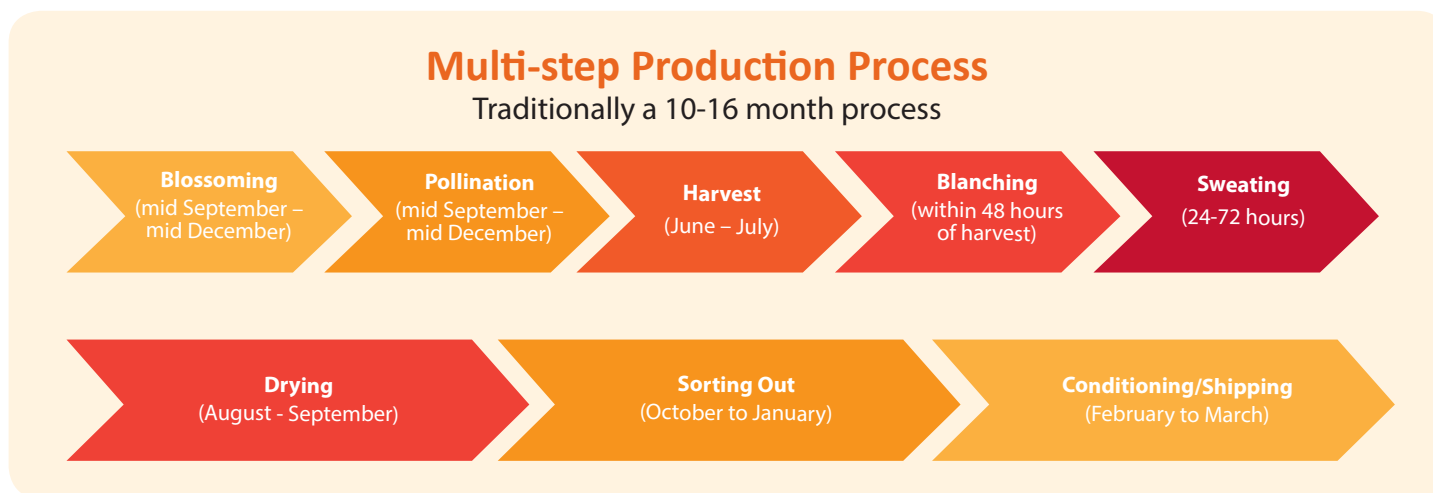 Multi-step Production Process
Traditionally a 10-16 month process
Blossoming
(mid September –
mid December)
Pollination
(mid September –
mid December)
Harvest
(June – July)
Blanching
(within 48 hours
of harvest)
Sweating
(24-72 hours)
Drying
(August - September)
Sorting Out
(October to January)
Conditioning/Shipping
(February to March)